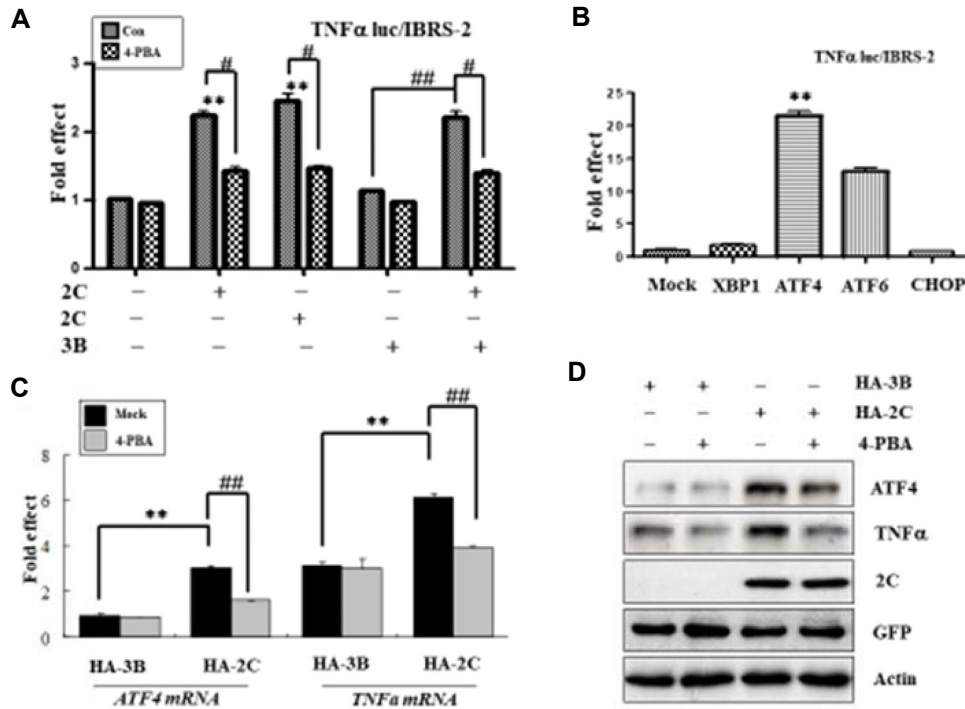 A
TNFα luc/IBRS-2
Con
4-PBA
Fold effect
3
2
1
0
** # ** # ## #
2C − + − − +
2C − − + − −
3B − − − + +
B
TNFα luc/IBRS-2
Fold effect
25
20
15
10
5
0
**
Mock XBP1 ATF4 ATF6 CHOP
C
Mock
4-PBA
Fold effect
8
6
4
2
0
** ## ** ##
HA-3B HA-2C HA-3B HA-2C
ATF4 mRNA TNFα mRNA
D
+ + − − HA-3B
− − + + HA-2C
− + − + 4-PBA
ATF4
TNFα
2C
GFP
Actin